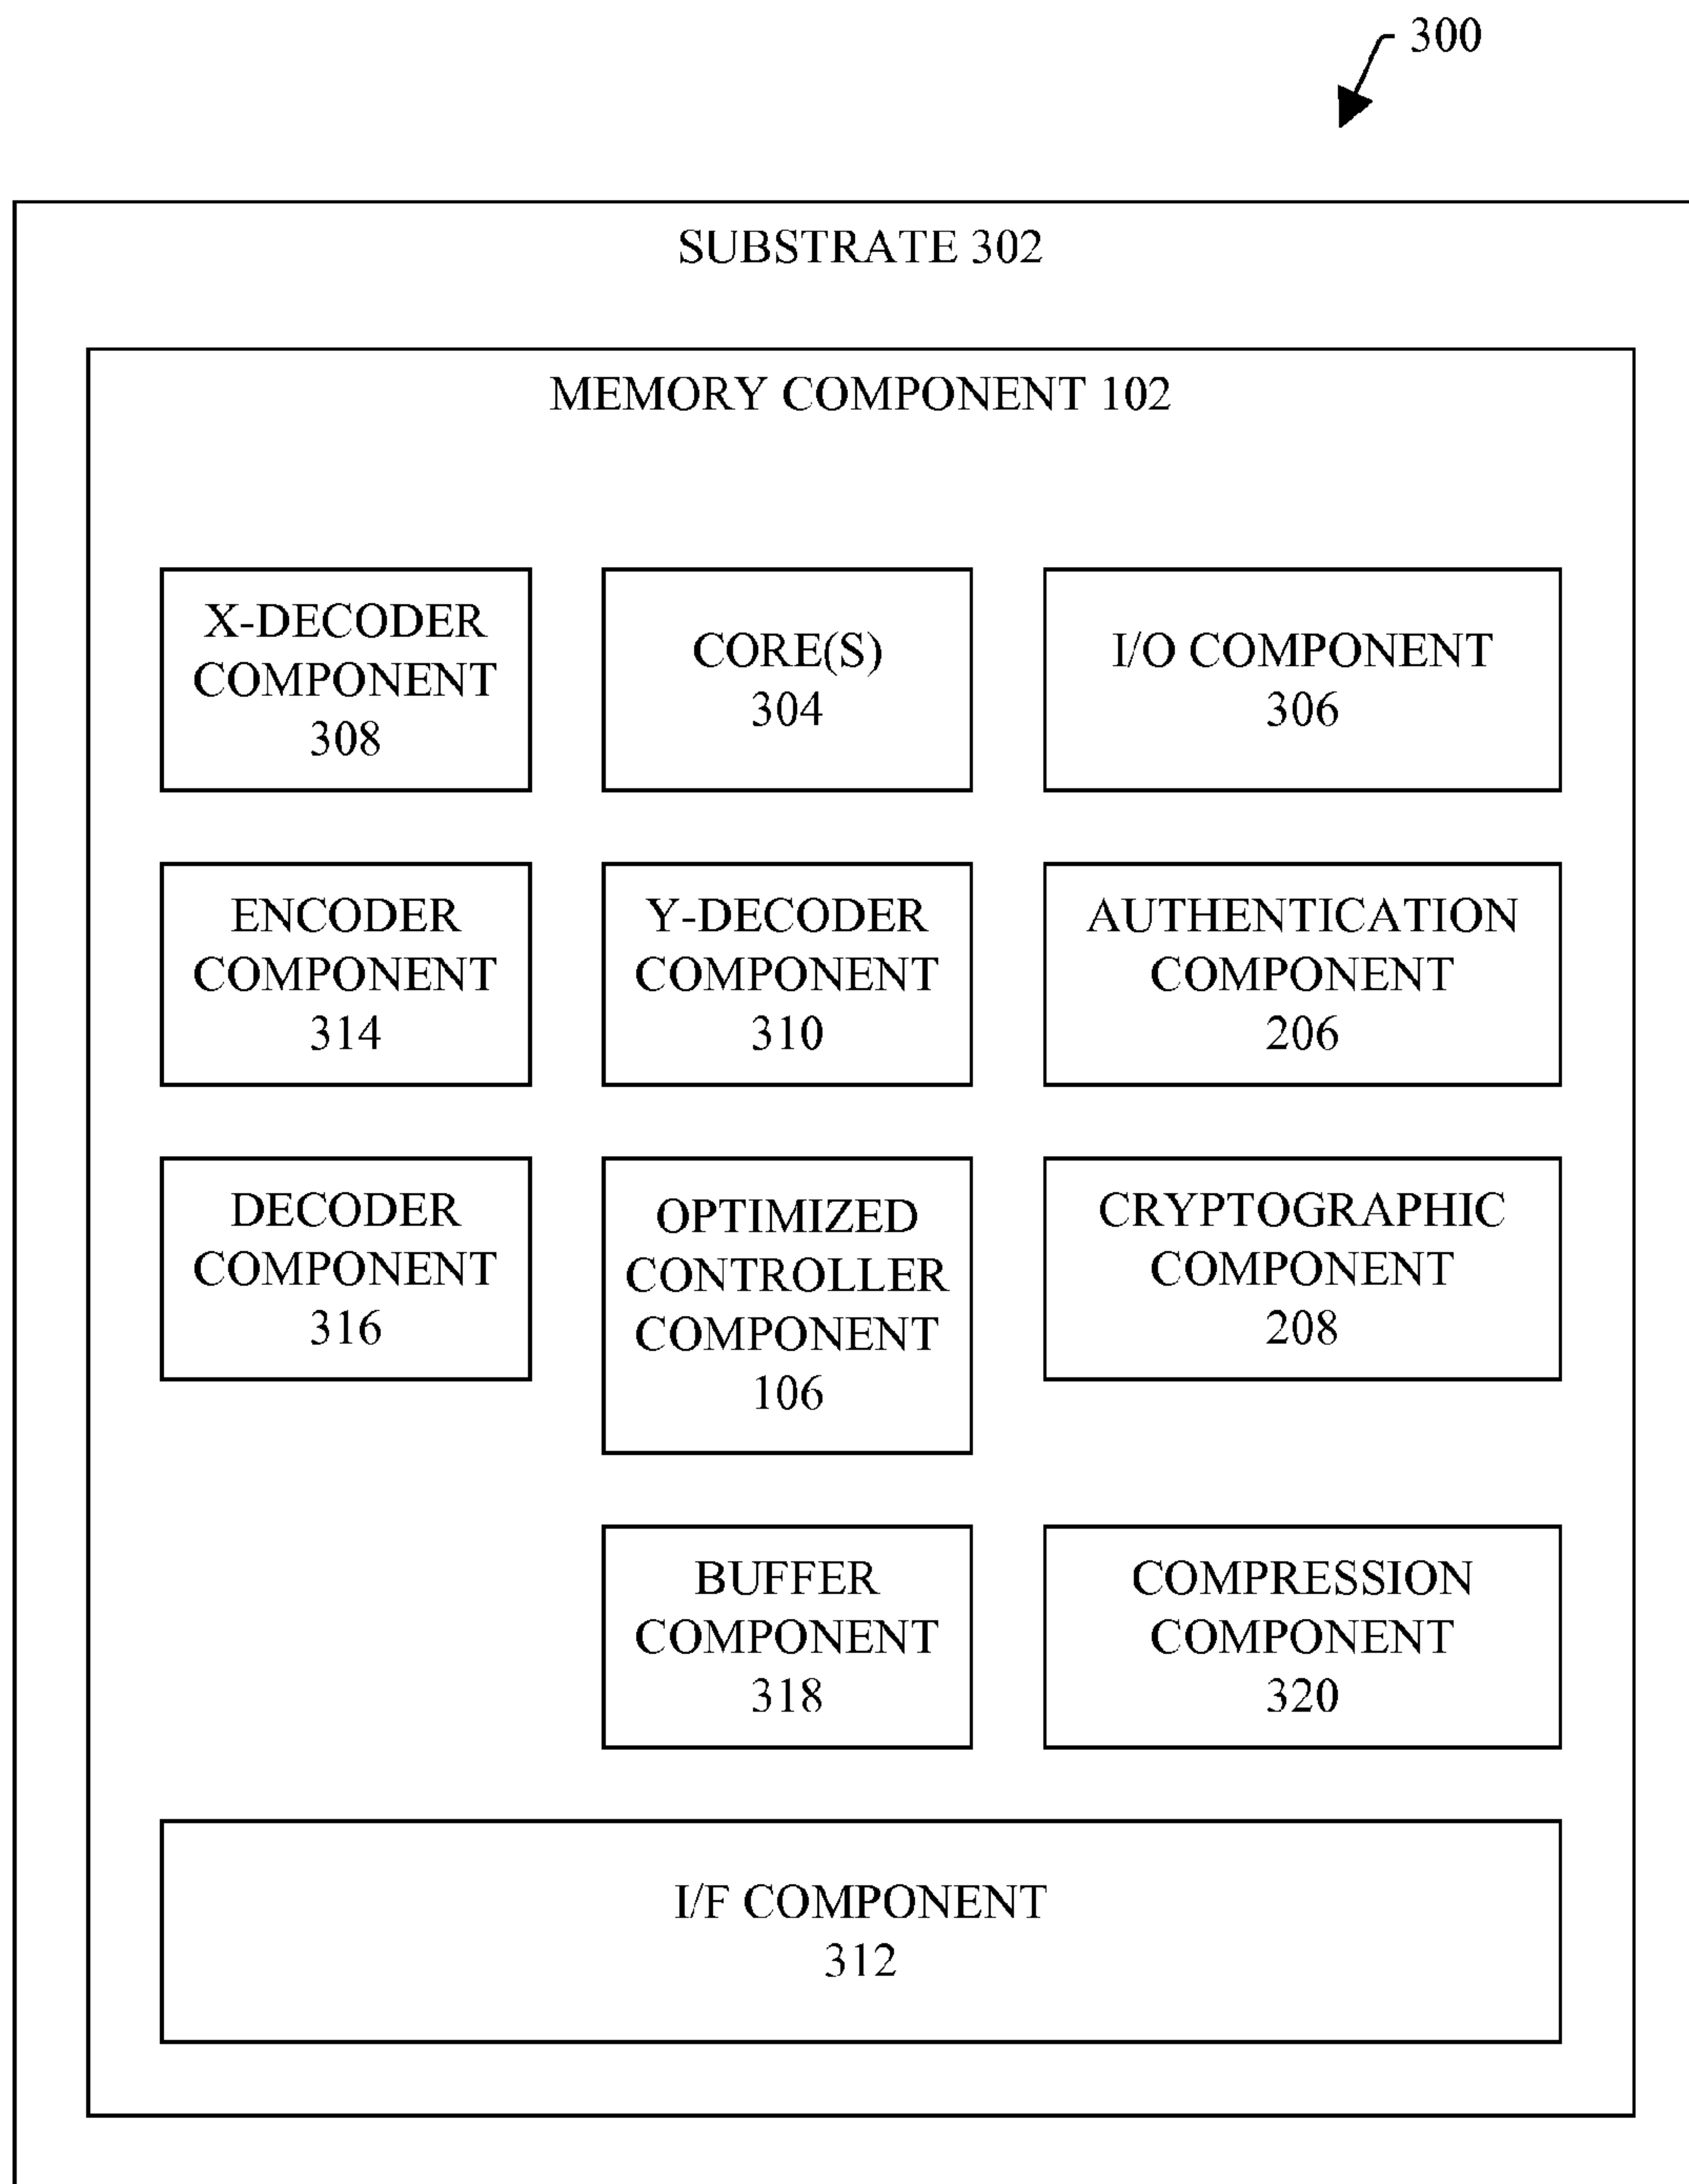 300
SUBSTRATE 302
MEMORY COMPONENT 102
X-DECODER
COMPONENT
308
CORE(S)
304
I/O COMPONENT
306
ENCODER
COMPONENT
314
Y-DECODER
COMPONENT
310
AUTHENTICATION
COMPONENT
206
DECODER
COMPONENT
316
OPTIMIZED
CONTROLLER
COMPONENT
106
CRYPTOGRAPHIC
COMPONENT
208
BUFFER
COMPONENT
318
COMPRESSION
COMPONENT
320
I/F COMPONENT
312